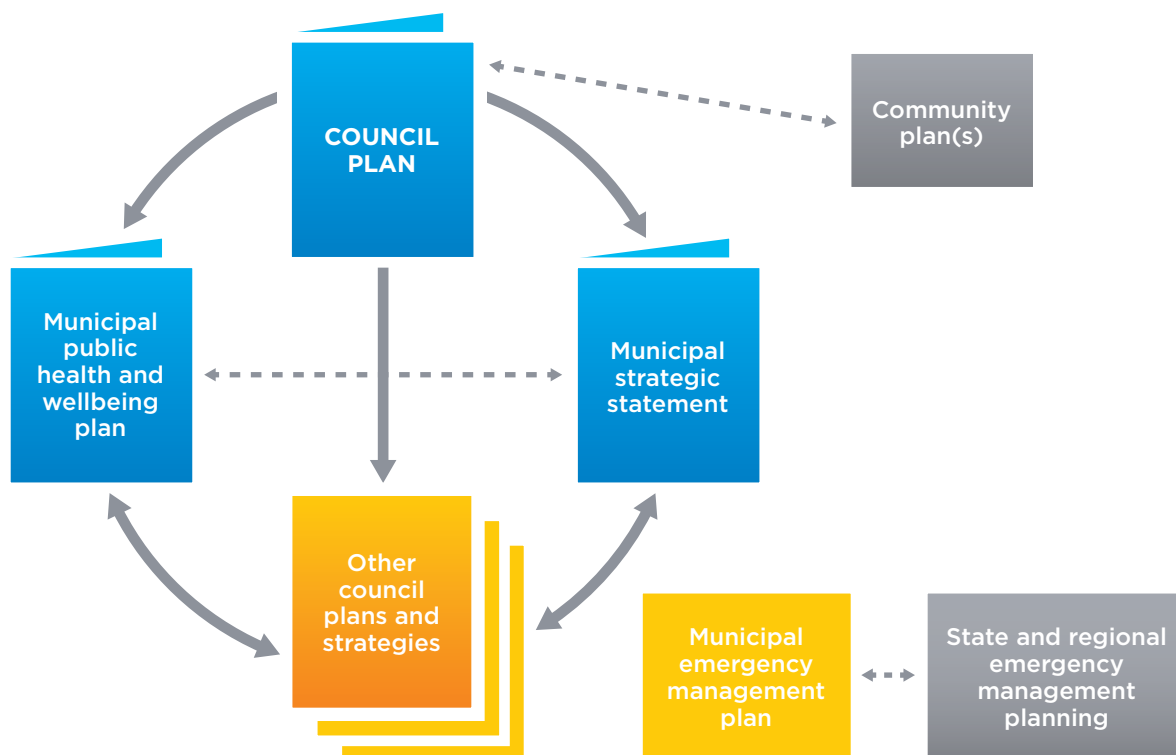 COUNCIL
PLAN
Community
plan(s)
Municipal
public
health and
wellbeing
plan
Municipal
strategic
statement
Other
council
plans and
strategies
Municipal
emergency
management
plan
State and regional
emergency
management
planning